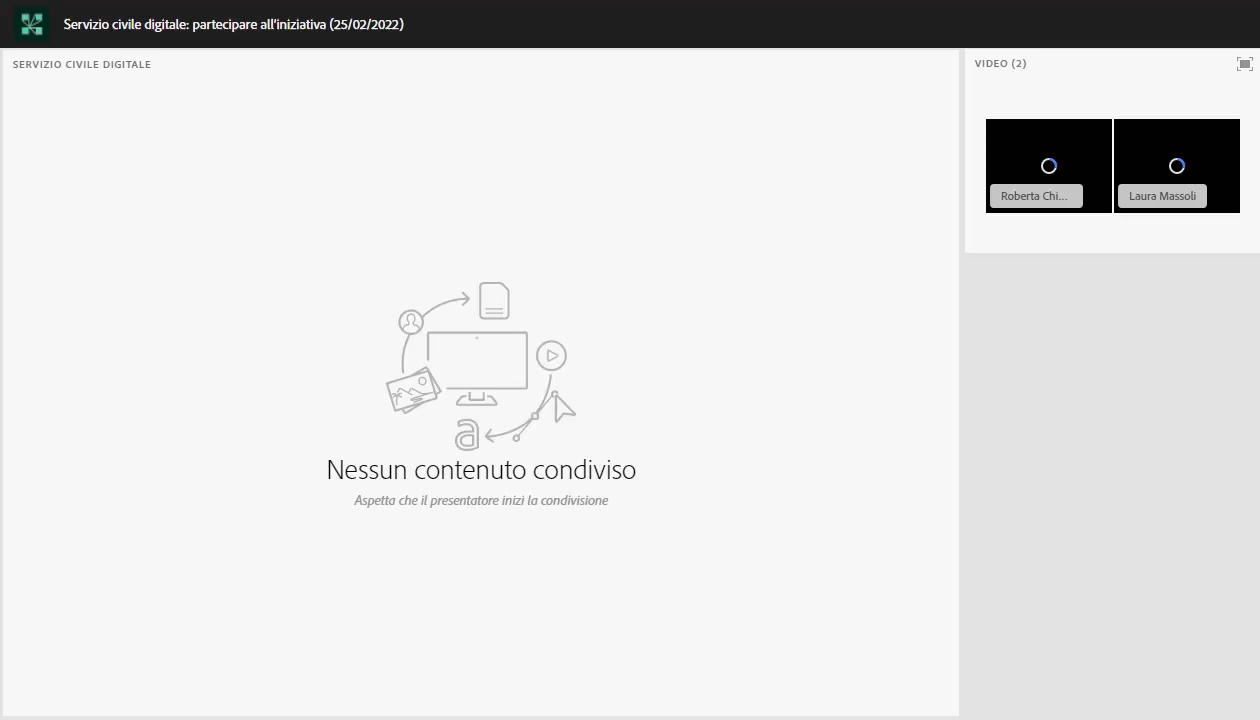 Servizio civile digitale: partecipare all'iniziativa (25/02/2022)
SERVIZIO CIVILE DIGITALE
VIDEO (2)
Roberta Chi...
Laura Massoli
a
Nessun contenuto condiviso
Aspetta che il presentatore inizi la condivisione